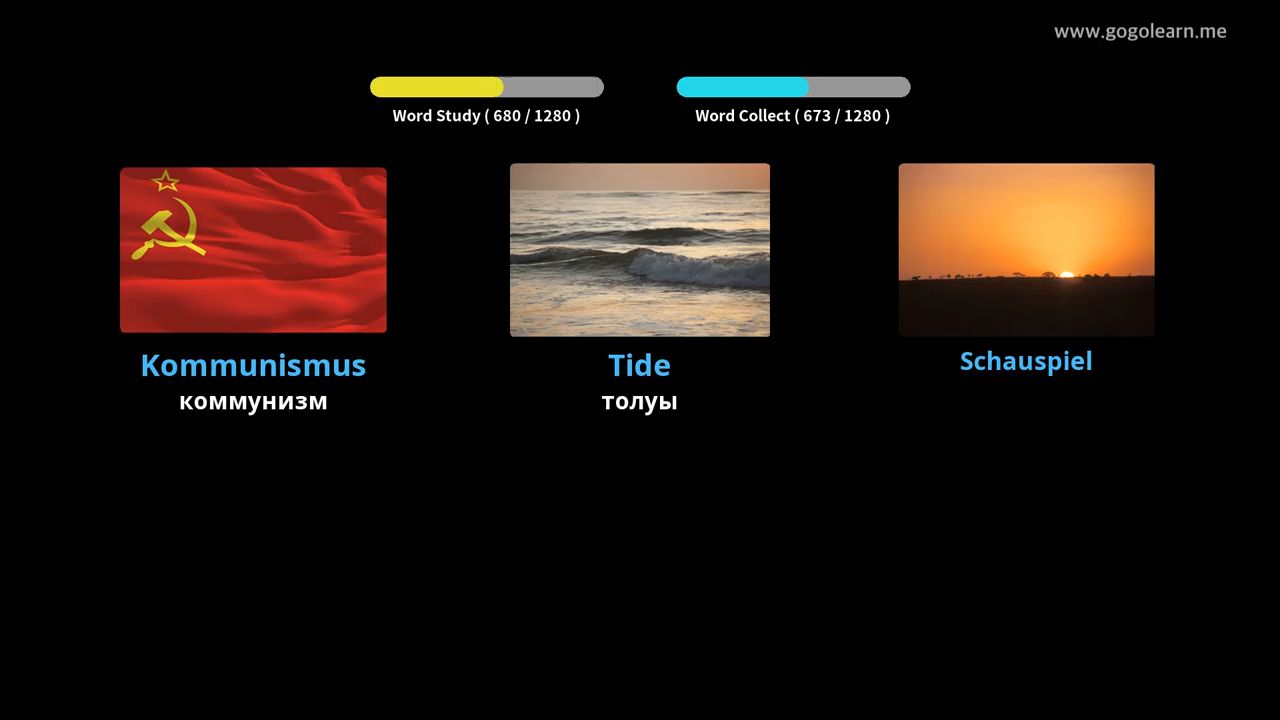 www.gogolearn.me
Word Study ( 680 / 1280 )
Word Collect ( 673 / 1280 )
Kommunismus
коммунизм
Tide
толуы
Schauspiel